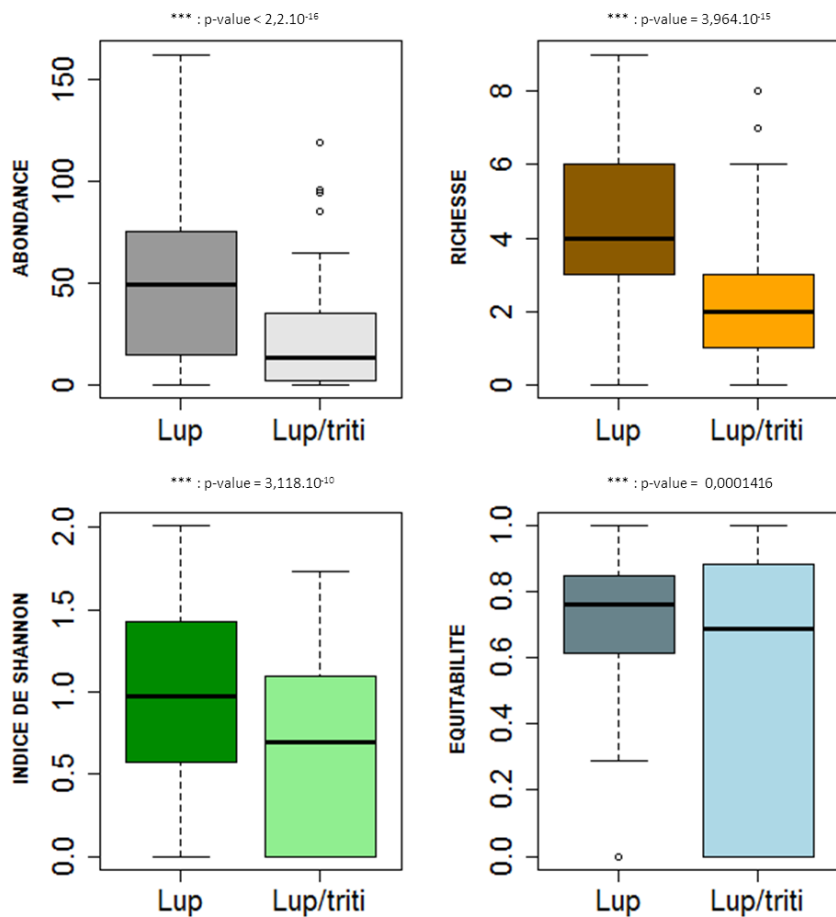 *** : p-value < 2,2.10-16
ABONDANCE
150
100
50
0
Lup Lup/triti
*** : p-value = 3,964.10-15
RICHESSE
8
6
4
2
0
Lup Lup/triti
*** : p-value = 3,118.10-10
INDICE DE SHANNON
2.0
1.5
1.0
0.5
0.0
Lup Lup/triti
*** : p-value = 0,0001416
EQUITABILITE
1.0
0.8
0.6
0.4
0.2
0.0
Lup Lup/triti